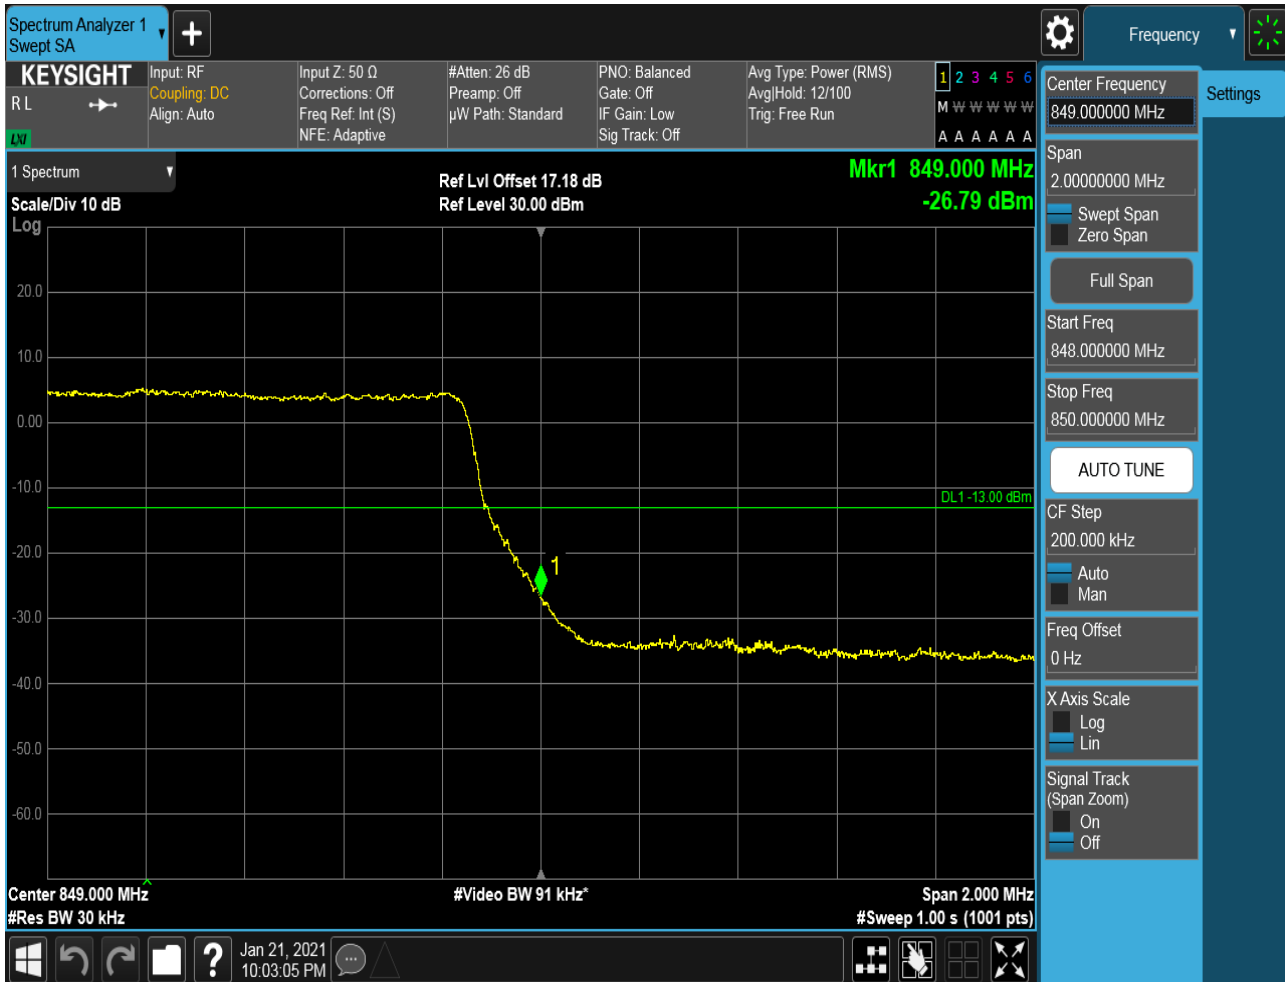 Spectrum Analyzer 1
Swept SA
Frequency
KEYSIGHT
R L
LXI
Input: RF
Coupling: DC
Align: Auto
Input Z: 50 Ω
Corrections: Off
Freq Ref: Int (S)
NFE: Adaptive
#Atten: 26 dB
Preamp: Off
µW Path: Standard
PNO: Balanced
Gate: Off
IF Gain: Low
Sig Track: Off
Avg Type: Power (RMS)
Avg|Hold: 12/100
Trig: Free Run
1 2 3 4 5 6
M W W W W W
A A A A A A
1 Spectrum
Scale/Div 10 dB
Log
Ref Lvl Offset 17.18 dB
Ref Level 30.00 dBm
Mkr1 849.000 MHz
-26.79 dBm
20.0
10.0
0.00
-10.0
-20.0
-30.0
-40.0
-50.0
-60.0
DL1 -13.00 dBm
1
Center 849.000 MHz
#Video BW 91 kHz*
Span 2.000 MHz
#Res BW 30 kHz
#Sweep 1.00 s (1001 pts)
?
Jan 21, 2021
10:03:05 PM
Center Frequency
849.000000 MHz
Settings
Span
2.00000000 MHz
Swept Span
Zero Span
Full Span
Start Freq
848.000000 MHz
Stop Freq
850.000000 MHz
AUTO TUNE
CF Step
200.000 kHz
Auto
Man
Freq Offset
0 Hz
X Axis Scale
Log
Lin
Signal Track
(Span Zoom)
On
Off